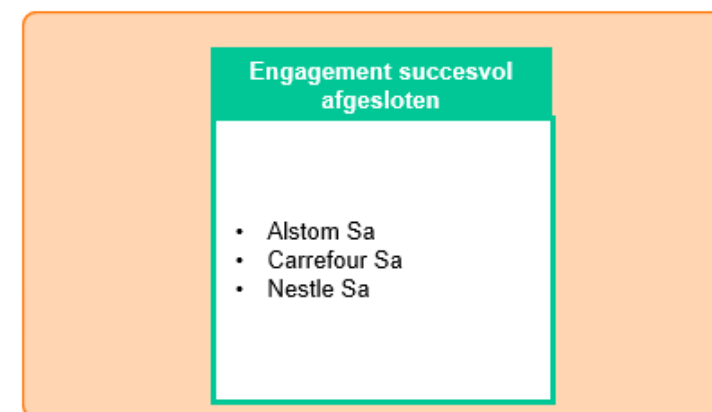 Engagement succesvol
afgesloten
• Alstom Sa
• Carrefour Sa
• Nestle Sa